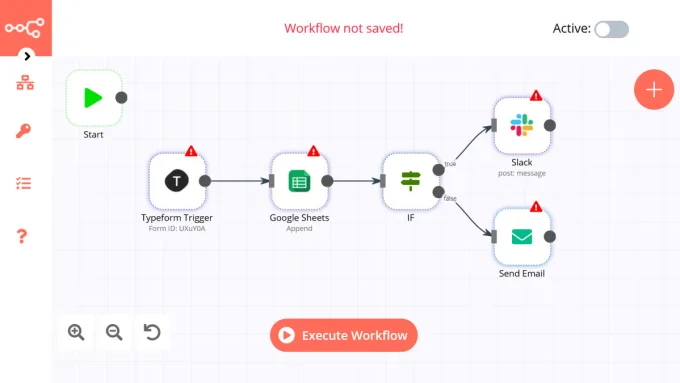 Workflow not saved!
Active:
Start
Typeform Trigger
Form ID: UXuY0A
Google Sheets
Append
IF
true
false
Slack
post: message
Send Email
Execute Workflow